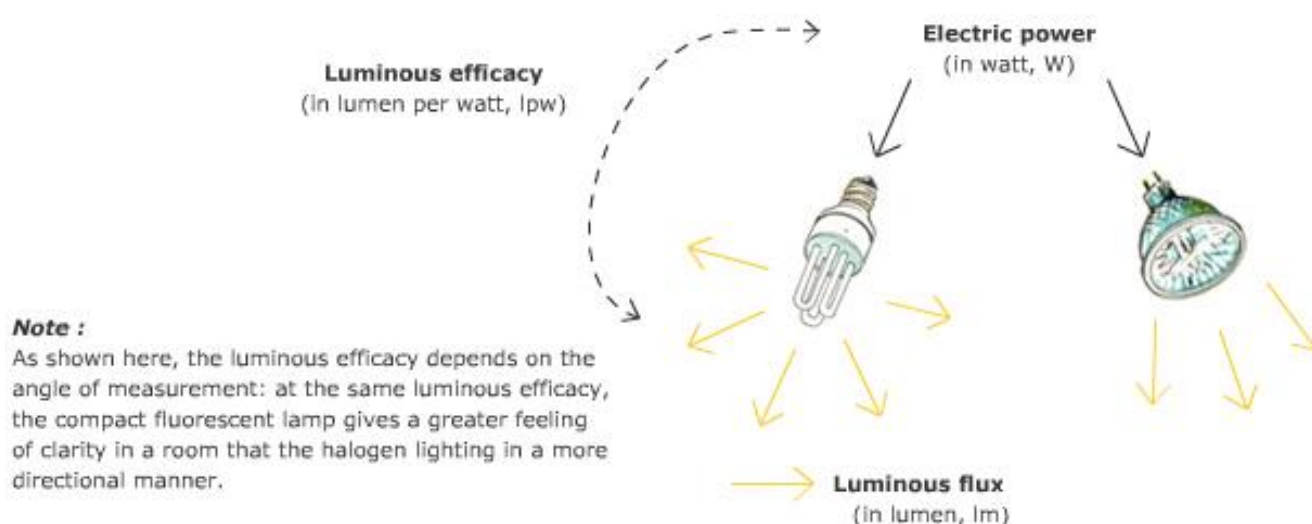 Electric power
(in watt, W)
Luminous efficacy
(in lumen per watt, lpw)
Note :
As shown here, the luminous efficacy depends on the
angle of measurement: at the same luminous efficacy,
the compact fluorescent lamp gives a greater feeling
of clarity in a room that the halogen lighting in a more
directional manner.
Luminous flux
(in lumen, lm)